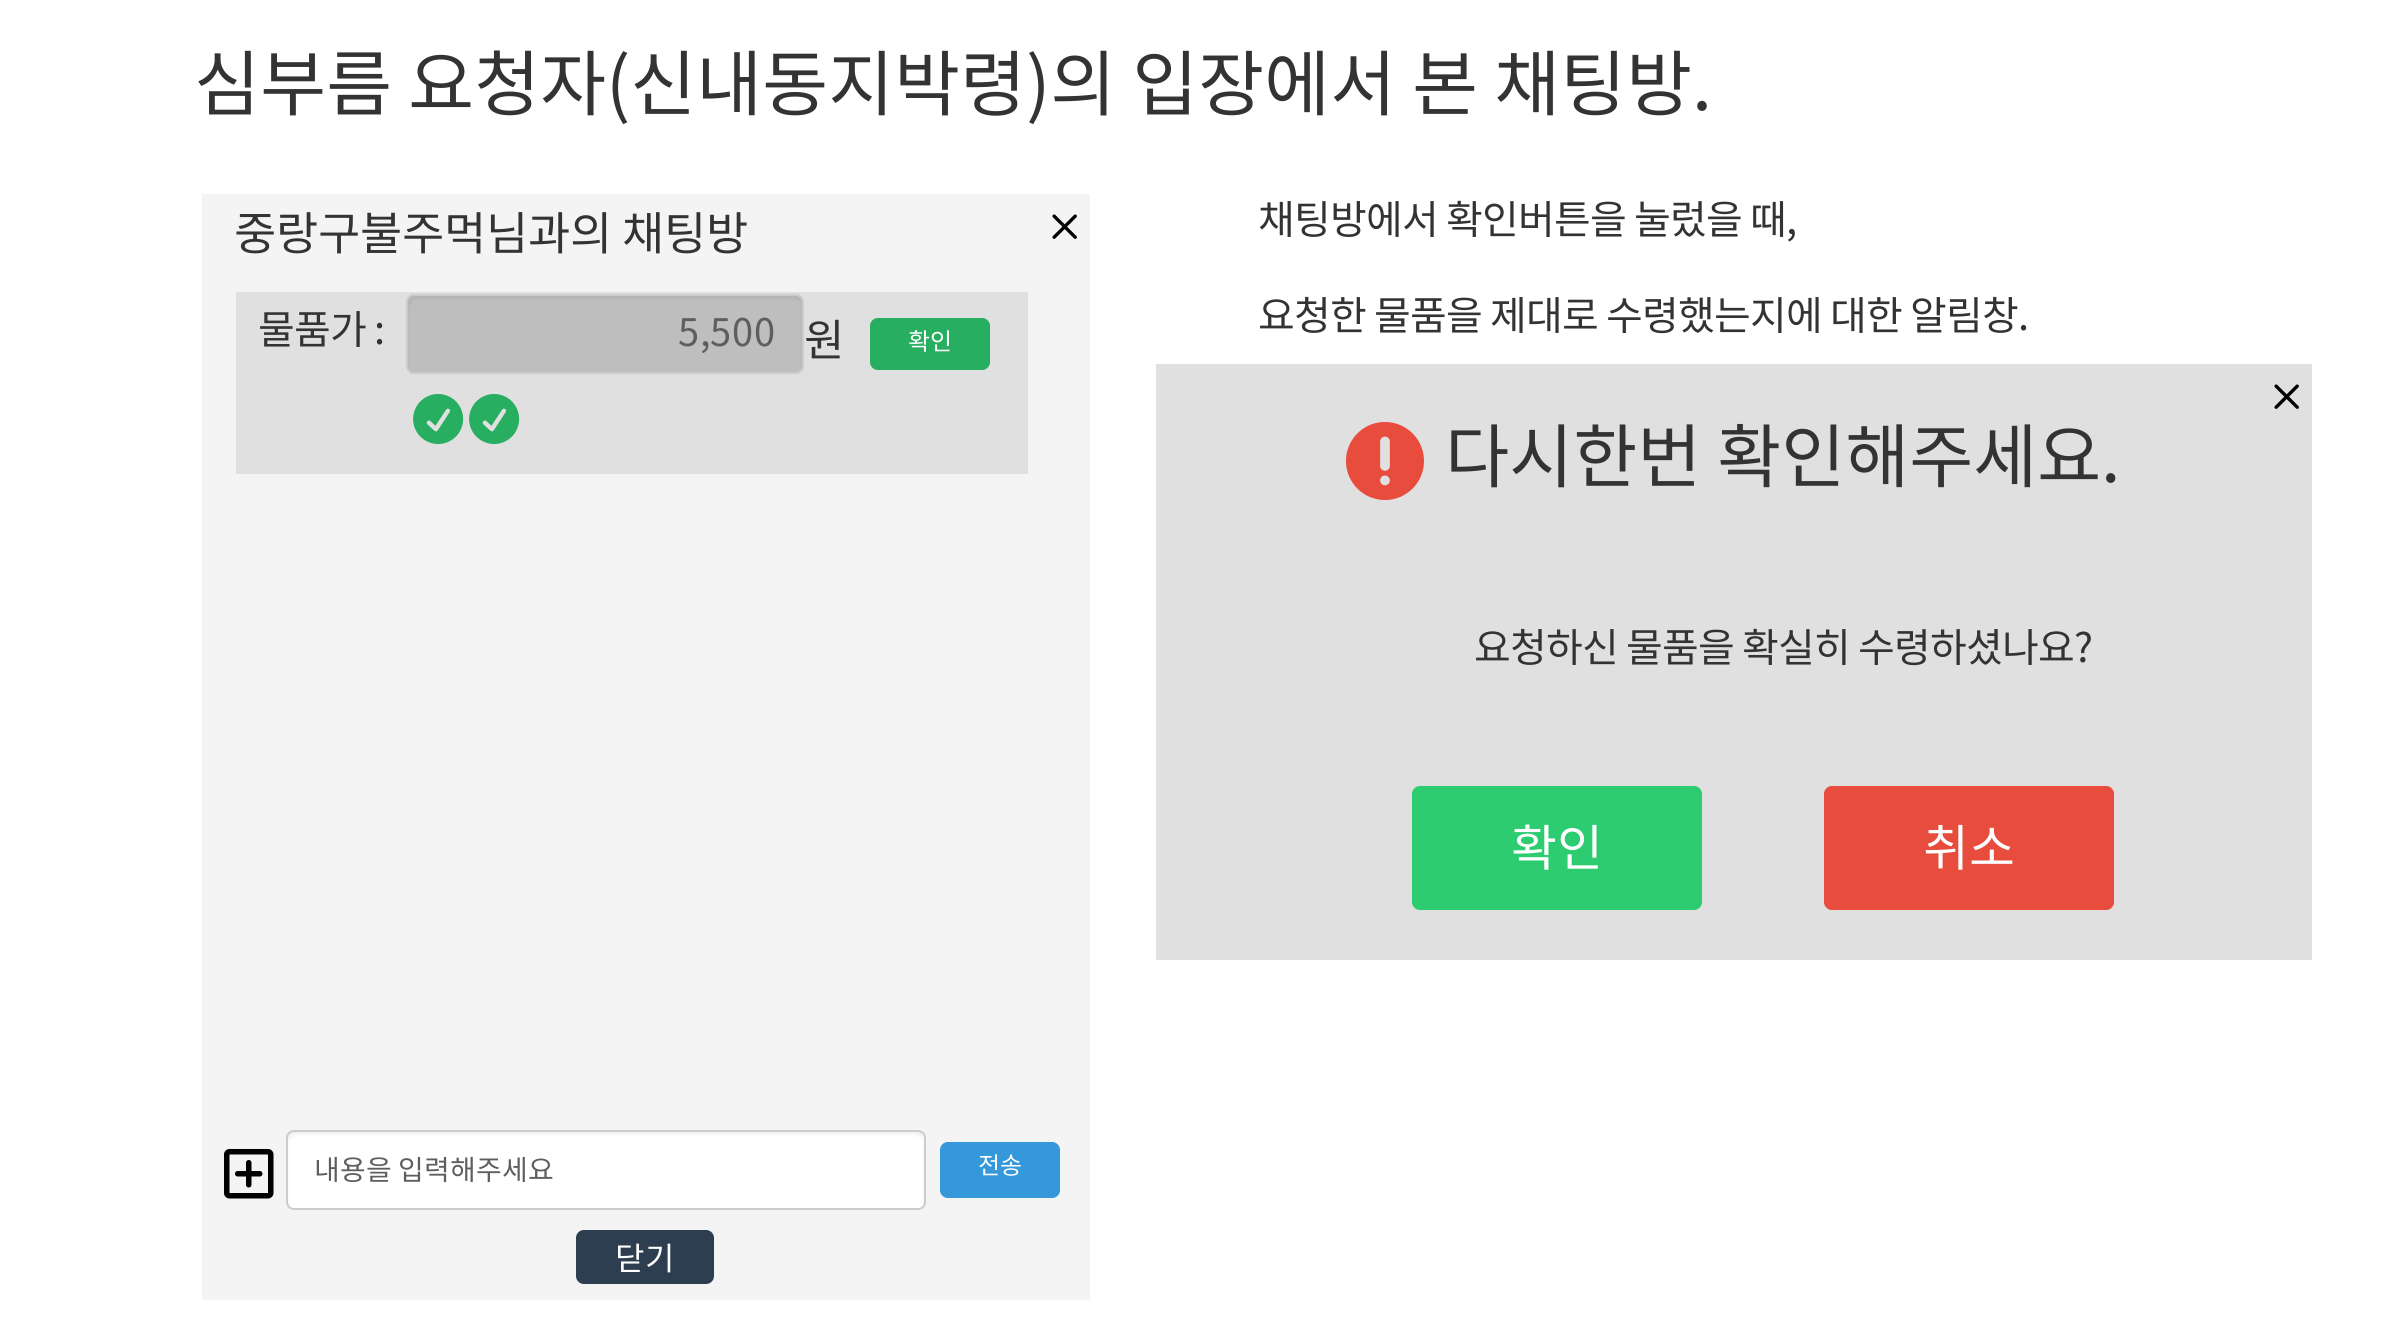 심부름 요청자(신내동지박령)의 입장에서 본 채팅방.
중랑구불주먹님과의 채팅방
물품가 :
5,500
원
확인
내용을 입력해주세요
전송
닫기
채팅방에서 확인버튼을 눌렀을 때,
요청한 물품을 제대로 수령했는지에 대한 알림창.
다시한번 확인해주세요.
요청하신 물품을 확실히 수령하셨나요?
확인
취소